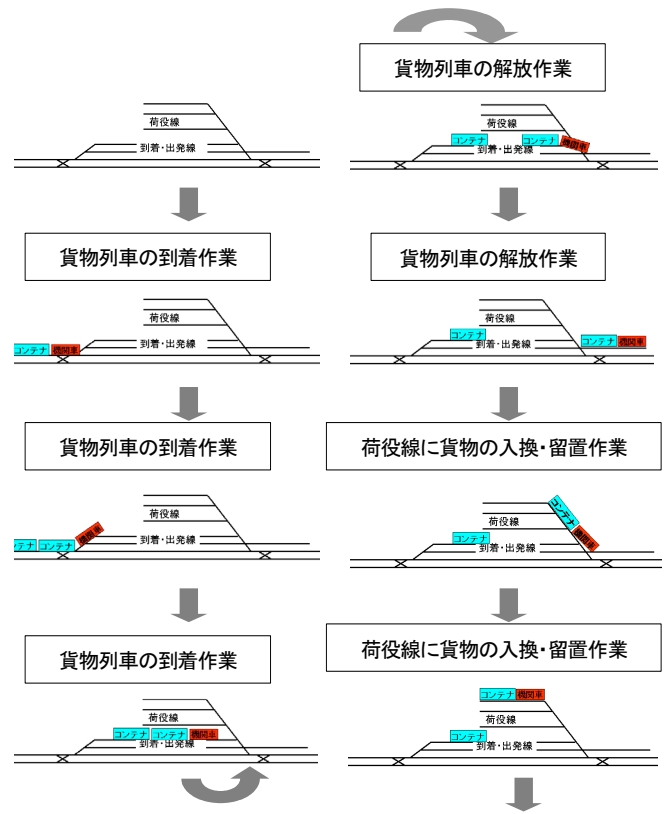 荷役線
到着・出発線
貨物列車の到着作業
荷役線
コンテナ 機関車 到着・出発線
貨物列車の到着作業
荷役線
機関車
ンテナ コンテナ 到着・出発線
貨物列車の到着作業
荷役線
コンテナ コンテナ 機関車
到着・出発線
貨物列車の解放作業
荷役線
コンテナ コンテナ 機関車
到着・出発線
貨物列車の解放作業
荷役線
コンテナ 到着・出発線 コンテナ 機関車
荷役線に貨物の入換・留置作業
コンテナ
荷役線
機関車
コンテナ 到着・出発線
荷役線に貨物の入換・留置作業
コンテナ 機関車
荷役線
コンテナ
到着・出発線